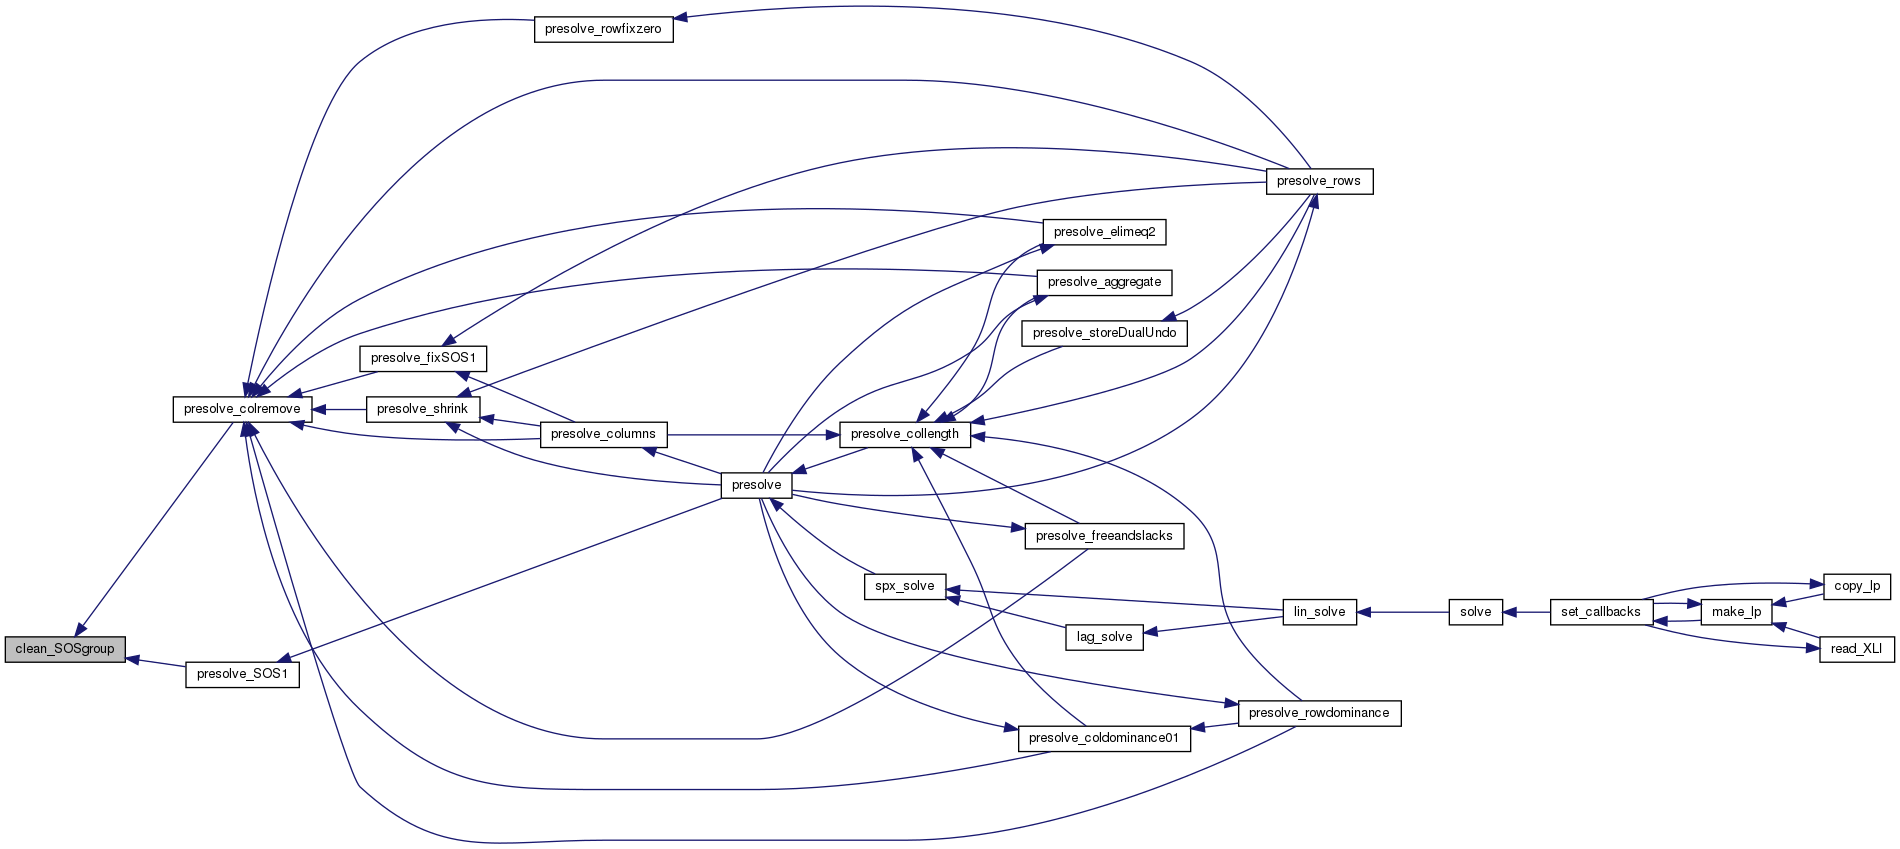 presolve_rowfixzero
presolve_rows
presolve_elimeq2
presolve_aggregate
presolve_storeDualUndo
presolve_fixSOS1
presolve_colremove
presolve_shrink
presolve_columns
presolve_collength
presolve
presolve_freeandslacks
spx_solve
copy_lp
lin_solve
solve
set_callbacks
make_lp
lag_solve
read_XLI
clean_SOSgroup
presolve_SOS1
presolve_rowdominance
presolve_coldominance01